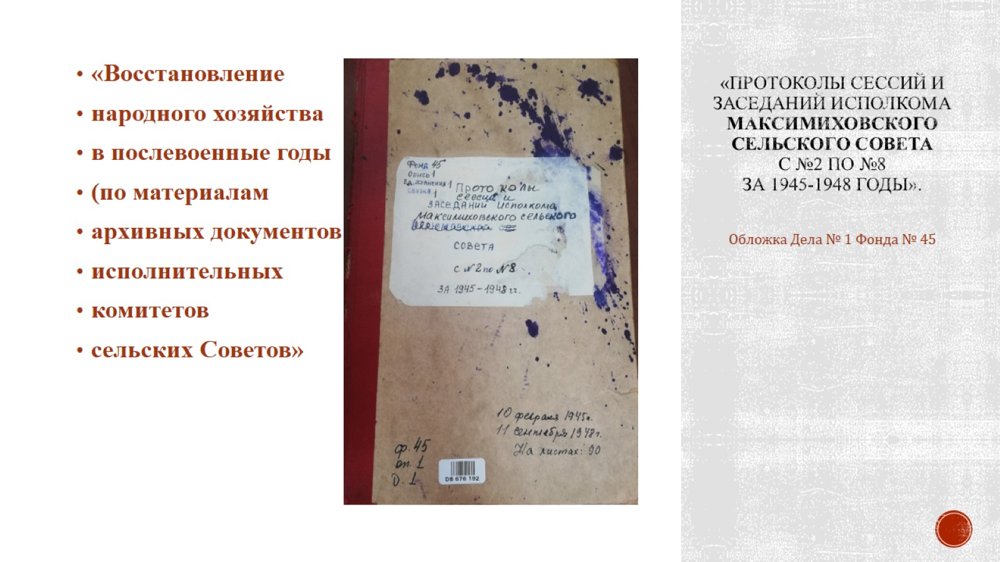 • «Восстановление
• народного хозяйства
• в послевоенные годы
• (по материалам
• архивных документов
• исполнительных
• комитетов
• сельских Советов»
Фонд 45
Опись 1
Ед. хранения 1
Связка 1
Протоколы
сессий и
заседаний исполкома
Максимиховского сельского
совета
с №2 по №8
за 1945-1948 гг.
10 февраля 1945г.
11 сентября 1948г.
На листах: 90
ф. 45
оп. 1
Д. 1
DB 676 192
«ПРОТОКОЛЫ СЕССИЙ И
ЗАСЕДАНИЙ ИСПОЛКОМА
МАКСИМИХОВСКОГО
СЕЛЬСКОГО СОВЕТА
С №2 ПО №8
ЗА 1945-1948 ГОДЫ».
Обложка Дела № 1 Фонда № 45